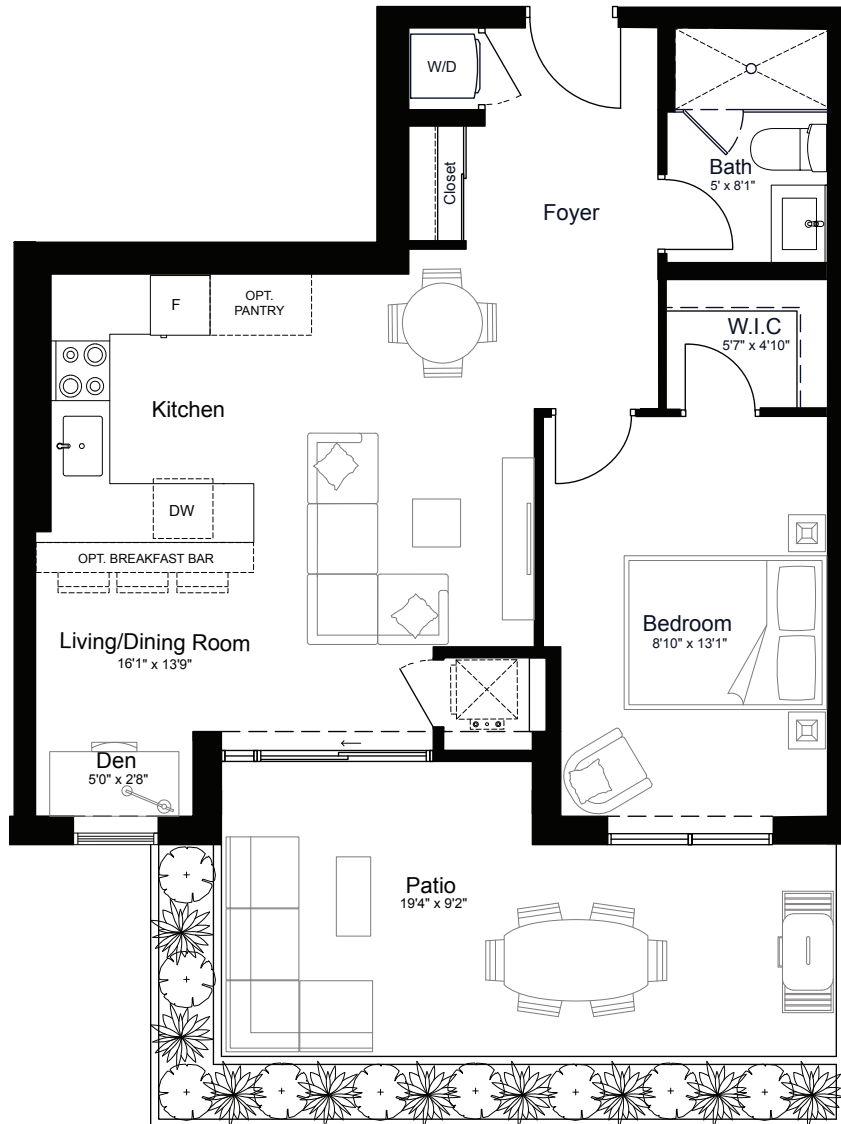 W/D
Closet
Foyer
Bath
5' x 8'1"
F
OPT.
PANTRY
W.I.C
5'7" x 4'10"
Kitchen
DW
OPT. BREAKFAST BAR
Living/Dining Room
16'1" x 13'9"
Bedroom
8'10" x 13'1"
Den
5'0" x 2'8"
Patio
19'4" x 9'2"